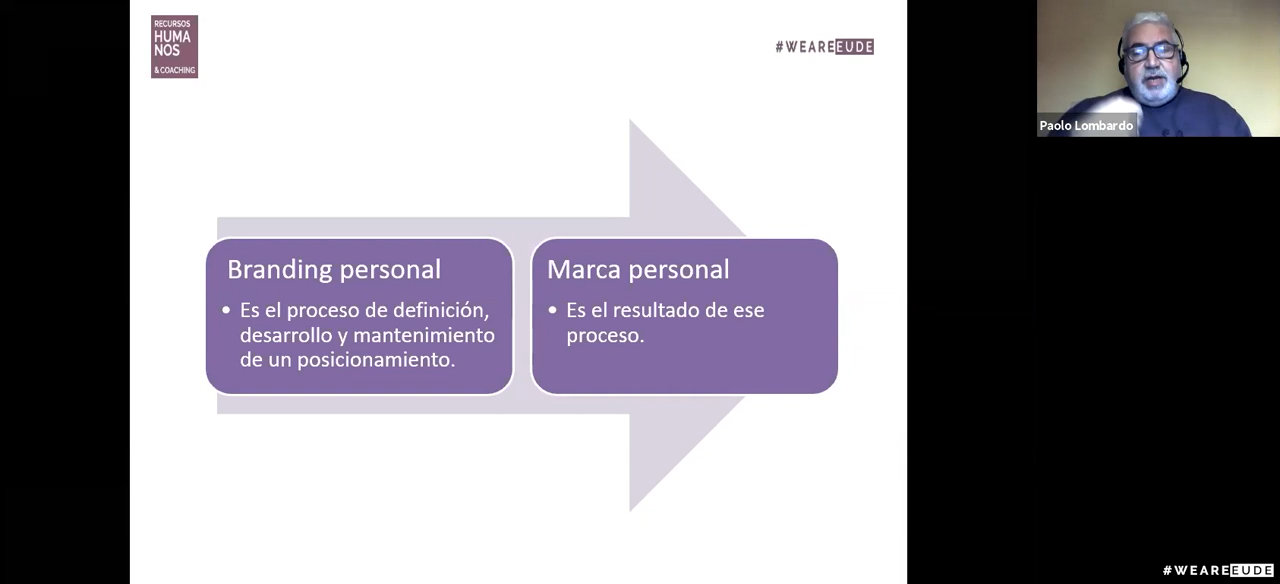 RECURSOS
HUMA
NOS
& COACHING
#WEAREEUDE
Paolo Lombardo
Branding personal
• Es el proceso de definición,
desarrollo y mantenimiento
de un posicionamiento.
Marca personal
• Es el resultado de ese
proceso.
#WEAREEUDE